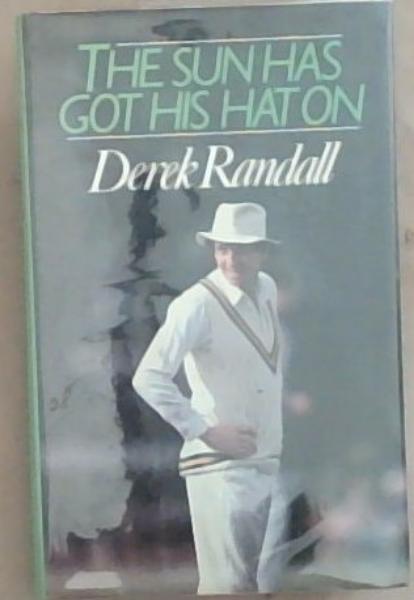 THE SUN HAS
GOT HIS HAT ON
Derek Randall